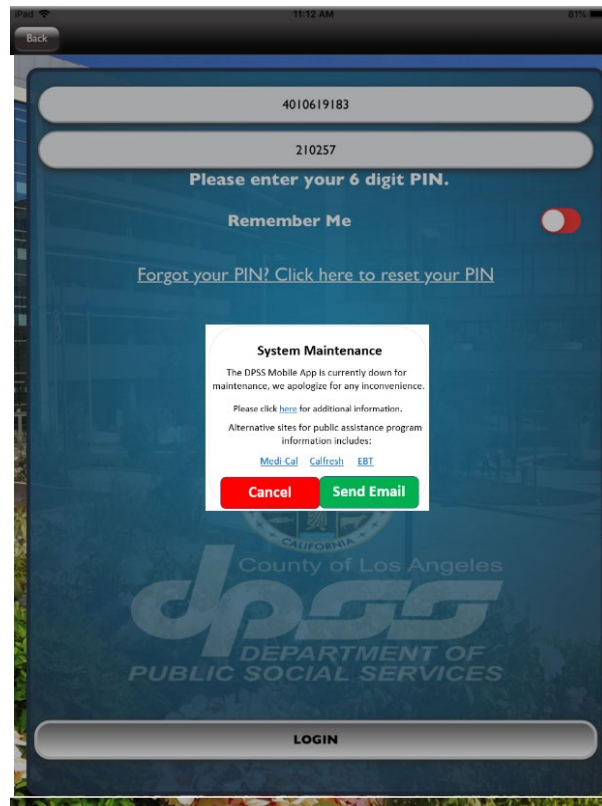 iPad 11:12 AM 81%
Back
4010619183
210257
Please enter your 6 digit PIN.
Remember Me
Forgot your PIN? Click here to reset your PIN
System Maintenance
The DPSS Mobile App is currently down for
maintenance, we apologize for any inconvenience.
Please click here for additional information.
Alternative sites for public assistance program
information includes:
Medi-Cal Calfresh EBT
Cancel Send Email
CALIFORNIA
County of Los Angeles
dpss
DEPARTMENT OF
PUBLIC SOCIAL SERVICES
LOGIN